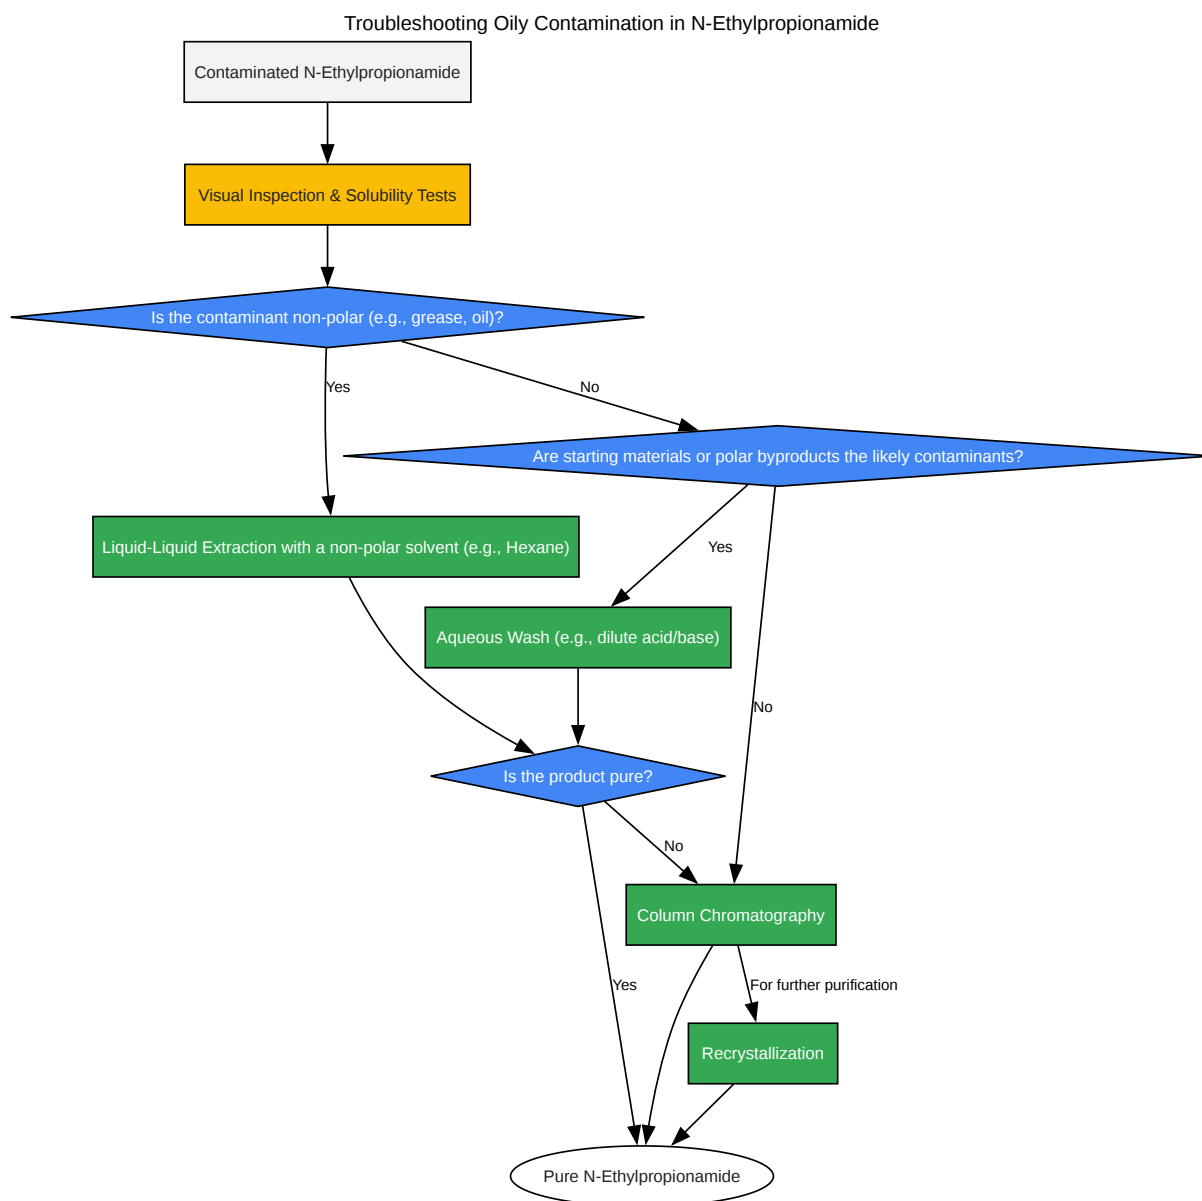 Troubleshooting Oily Contamination in N-Ethylpropionamide
Contaminated N-Ethylpropionamide
Visual Inspection & Solubility Tests
Is the contaminant non-polar (e.g., grease, oil)?
Yes
No
Are starting materials or polar byproducts the likely contaminants?
Liquid-Liquid Extraction with a non-polar solvent (e.g., Hexane)
Yes
Aqueous Wash (e.g., dilute acid/base)
No
Is the product pure?
No
Column Chromatography
Yes
For further purification
Recrystallization
Pure N-Ethylpropionamide